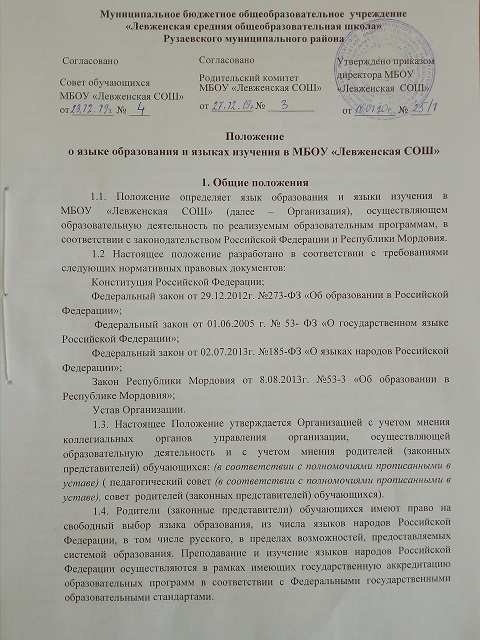 Муниципальное бюджетное общеобразовательное учреждение
«Левженская средняя общеобразовательная школа»
Рузаевского муниципального района
Согласовано
Совет обучающихся
МБОУ «Левженская СОШ»
от 23.12.19г. № 4
Согласовано
Родительский комитет
МБОУ «Левженская СОШ»
от 27.12.19г № 3
Утверждено приказом
директора МБОУ
«Левженская СОШ»
от № 25/1
Положение
о языке образования и языках изучения в МБОУ «Левженская СОШ»
1. Общие положения
1.1. Положение определяет язык образования и языки изучения в
МБОУ «Левженская СОШ» (далее – Организация), осуществляющем
образовательную деятельность по реализуемым образовательным программам, в
соответствии с законодательством Российской Федерации и Республики Мордовия.
1.2 Настоящее положение разработано в соответствии с требованиями
следующих нормативных правовых документов:
Конституция Российской Федерации;
Федеральный закон от 29.12.2012г. №273-ФЗ «Об образовании в Российской
Федерации»;
Федеральный закон от 01.06.2005 г. № 53- ФЗ «О государственном языке
Российской Федерации»;
Федеральный закон от 02.07.2013г. №185-ФЗ «О языках народов Российской
Федерации»;
Закон Республики Мордовия от 8.08.2013г. №53-З «Об образовании в
Республике Мордовия»;
Устав Организации.
1.3. Настоящее Положение утверждается Организацией с учетом мнения
коллегиальных органов управления организации, осуществляющей
образовательную деятельность и с учетом мнения родителей (законных
представителей) обучающихся: (в соответствии с полномочиями прописанными в
уставе) ( педагогический совет (в соответствии с полномочиями прописанными в
уставе), совет родителей (законных представителей) обучающихся).
1.4. Родители (законные представители) обучающихся имеют право на
свободный выбор языка образования, из числа языков народов Российской
Федерации, в том числе русского, в пределах возможностей, предоставляемых
системой образования. Преподавание и изучение языков народов Российской
Федерации осуществляются в рамках имеющих государственную аккредитацию
образовательных программ в соответствии с Федеральными государственными
образовательными стандартами.